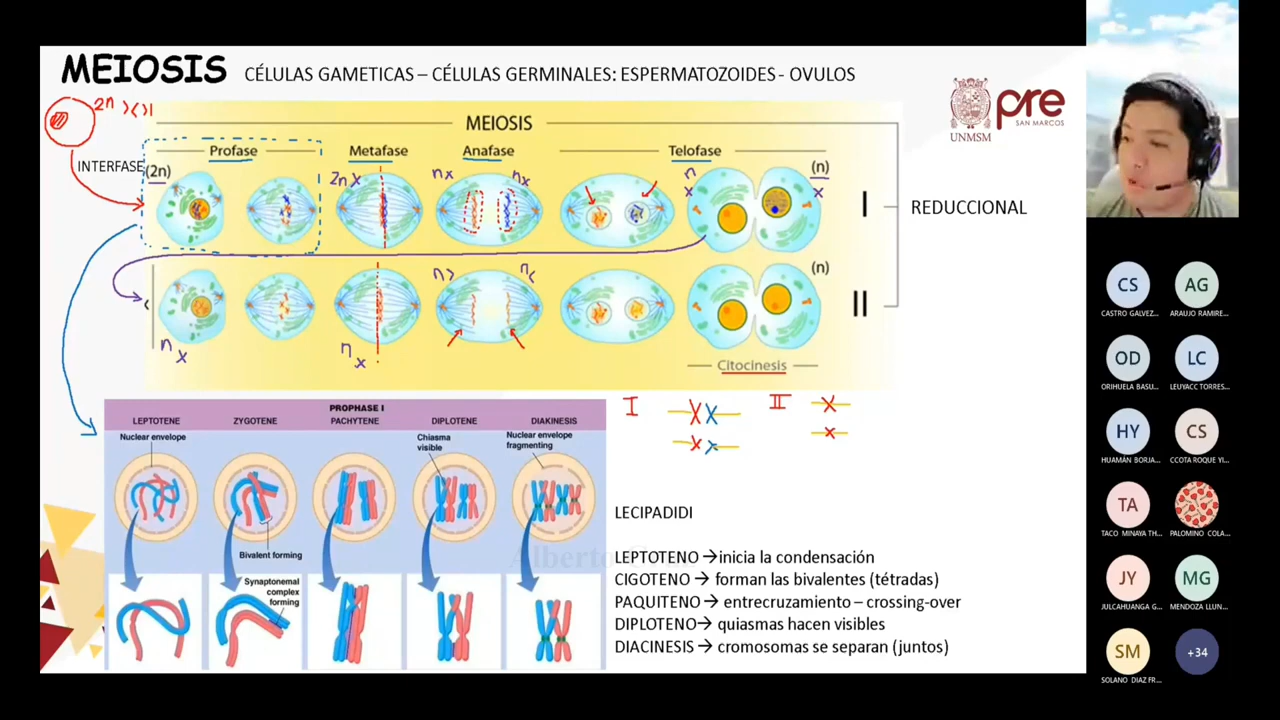 MEIOSIS CÉLULAS GAMETICAS – CÉLULAS GERMINALES: ESPERMATOZOIDES - OVULOS
pre
SAN MARCOS
UNMSM
2n
MEIOSIS
Profase Metafase Anafase Telofase
INTERFASE (2n) 2n X n X n X n X (n) X
I
REDUCCIONAL
n n (n)
II
n X n X
Citocinesis
PROPHASE I
LEPTOTENE ZYGOTENE PACHYTENE DIPLOTENE DIAKINESIS
Nuclear envelope
Chiasma visible
Nuclear envelope fragmenting
Bivalent forming
Synaptonemal complex forming
I X X II X
X X X
LECIPADIDI
LEPTOTENO → inicia la condensación
CIGOTENO → forman las bivalentes (tétradas)
PAQUITENO → entrecruzamiento – crossing-over
DIPLOTENO → quiasmas hacen visibles
DIACINESIS → cromosomas se separan (juntos)
CS AG
CASTRO GALVEZ... ARAUJO RAMIRE...
OD LC
ORIHUELA BASU... LEUYACC TORRES...
HY CS
HUAMÁN BORJA... CCOTA ROQUE YI...
TA
TACO MINAYA TH... PALOMINO COLA...
JY MG
JULCAHUANGA G... MENDOZA LLUN...
SM +34
SOLANO DIAZ FR...